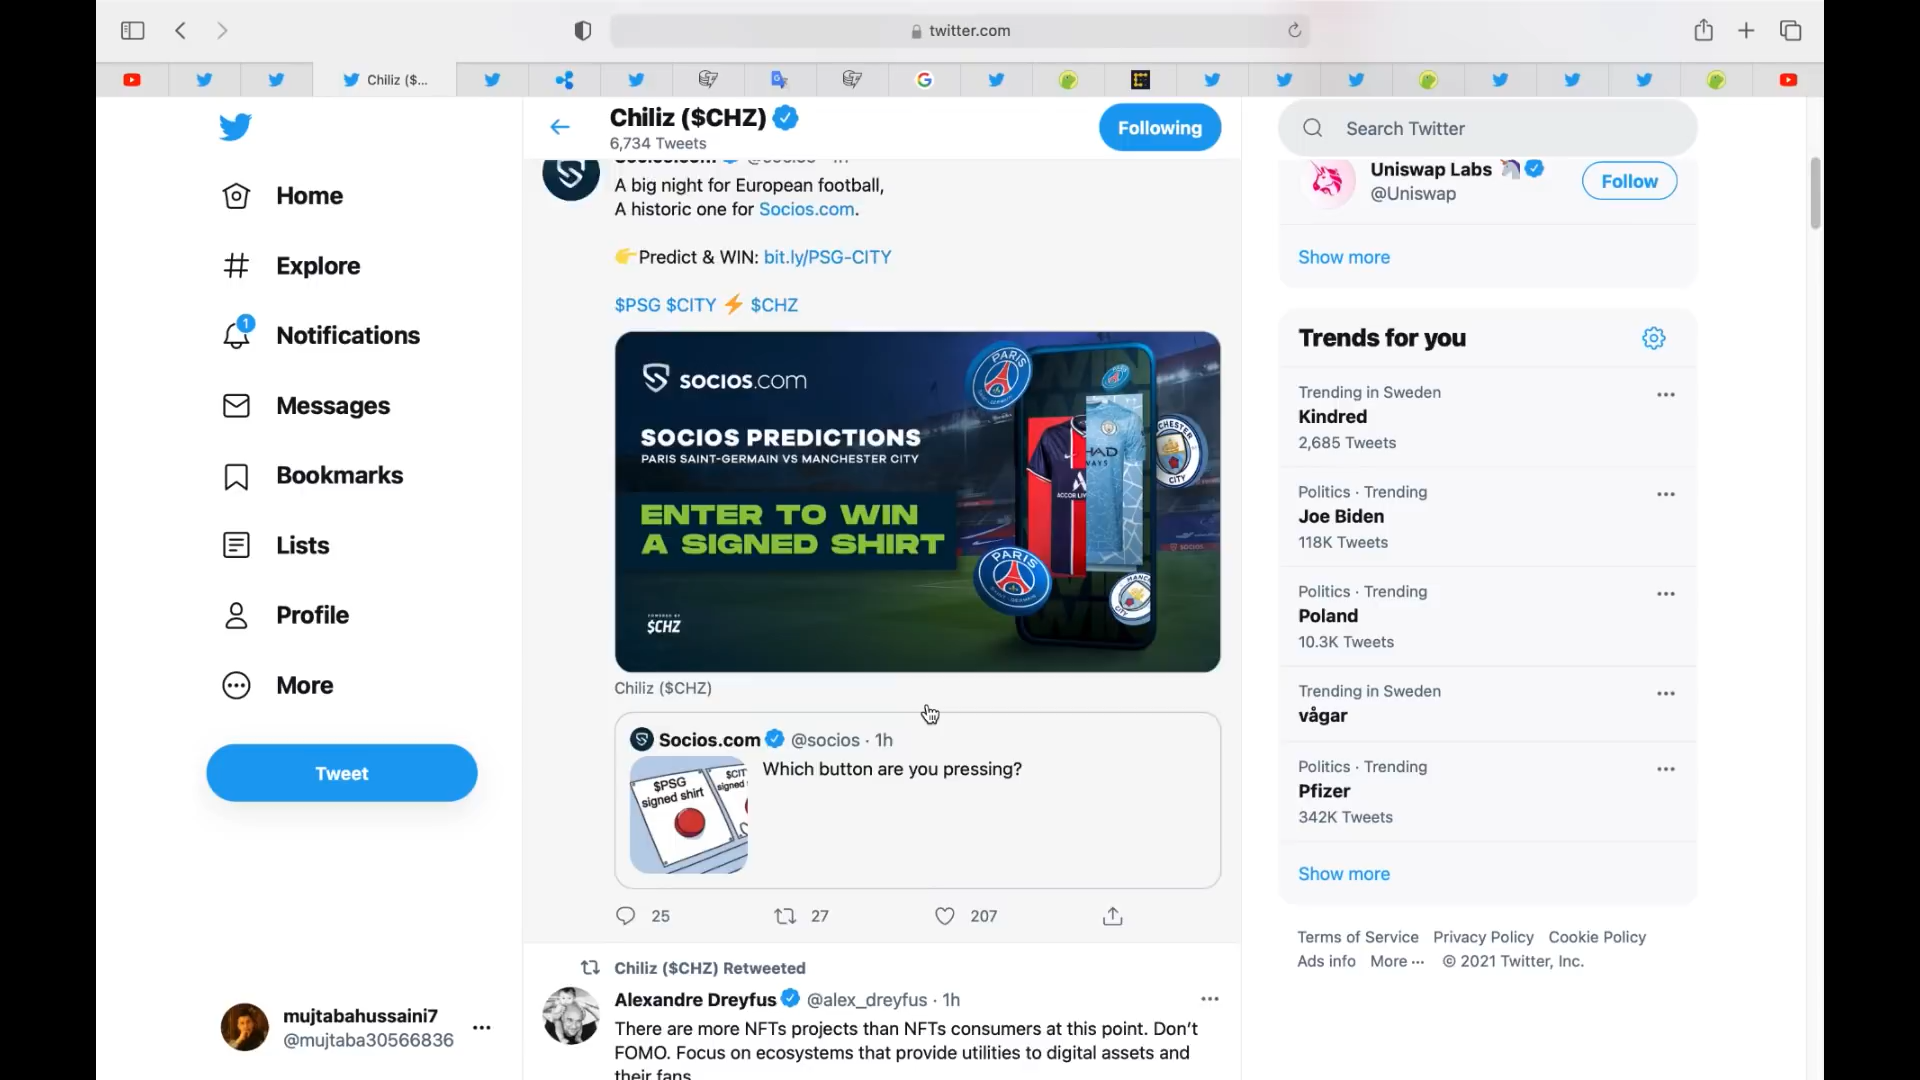 twitter.com
Chiliz ($...
Chiliz ($CHZ)
6,734 Tweets
Following
Search Twitter
Home
Explore
1
Notifications
Messages
Bookmarks
Lists
Profile
More
Tweet
mujtabahussaini7
@mujtaba30566836
A big night for European football,
A historic one for Socios.com.
👉Predict & WIN: bit.ly/PSG-CITY
$PSG $CITY ⚡ $CHZ
SOCIOS.COM
SOCIOS PREDICTIONS
PARIS SAINT-GERMAIN VS MANCHESTER CITY
ENTER TO WIN
A SIGNED SHIRT
POWERED BY
$CHZ
PARIS
PARIS
Chiliz ($CHZ)
Socios.com @socios · 1h
Which button are you pressing?
$PSG
signed shirt
25
27
207
Chiliz ($CHZ) Retweeted
Alexandre Dreyfus @alex_dreyfus · 1h
There are more NFTs projects than NFTs consumers at this point. Don't
FOMO. Focus on ecosystems that provide utilities to digital assets and
their fans
Uniswap Labs
@Uniswap
Follow
Show more
Trends for you
Trending in Sweden
Kindred
2,685 Tweets
Politics · Trending
Joe Biden
118K Tweets
Politics · Trending
Poland
10.3K Tweets
Trending in Sweden
vågar
Politics · Trending
Pfizer
342K Tweets
Show more
Terms of Service Privacy Policy Cookie Policy
Ads info More ··· © 2021 Twitter, Inc.